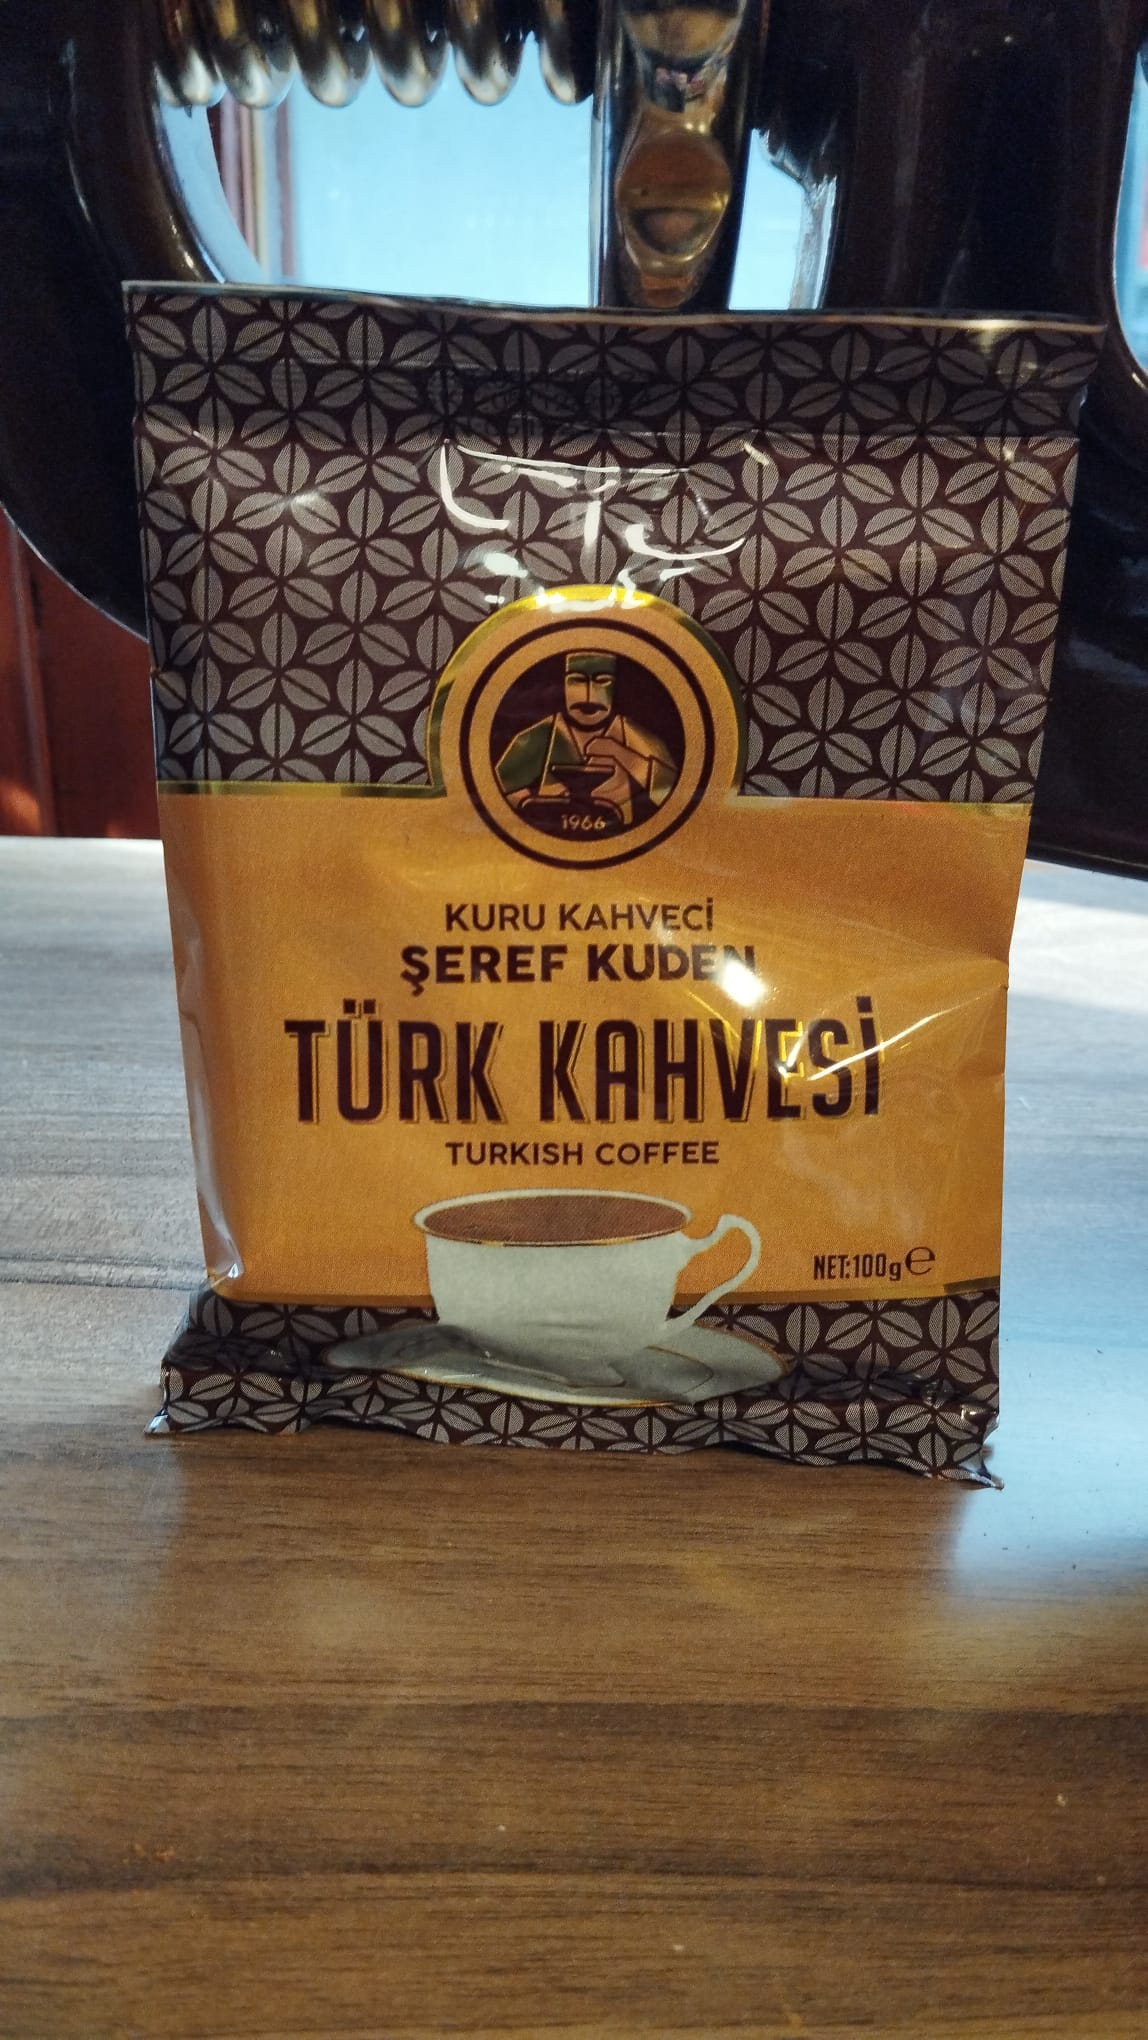 1966
KURU KAHVECİ
ŞEREF KUDEN
TÜRK KAHVESİ
TURKISH COFFEE
NET:100g ℮